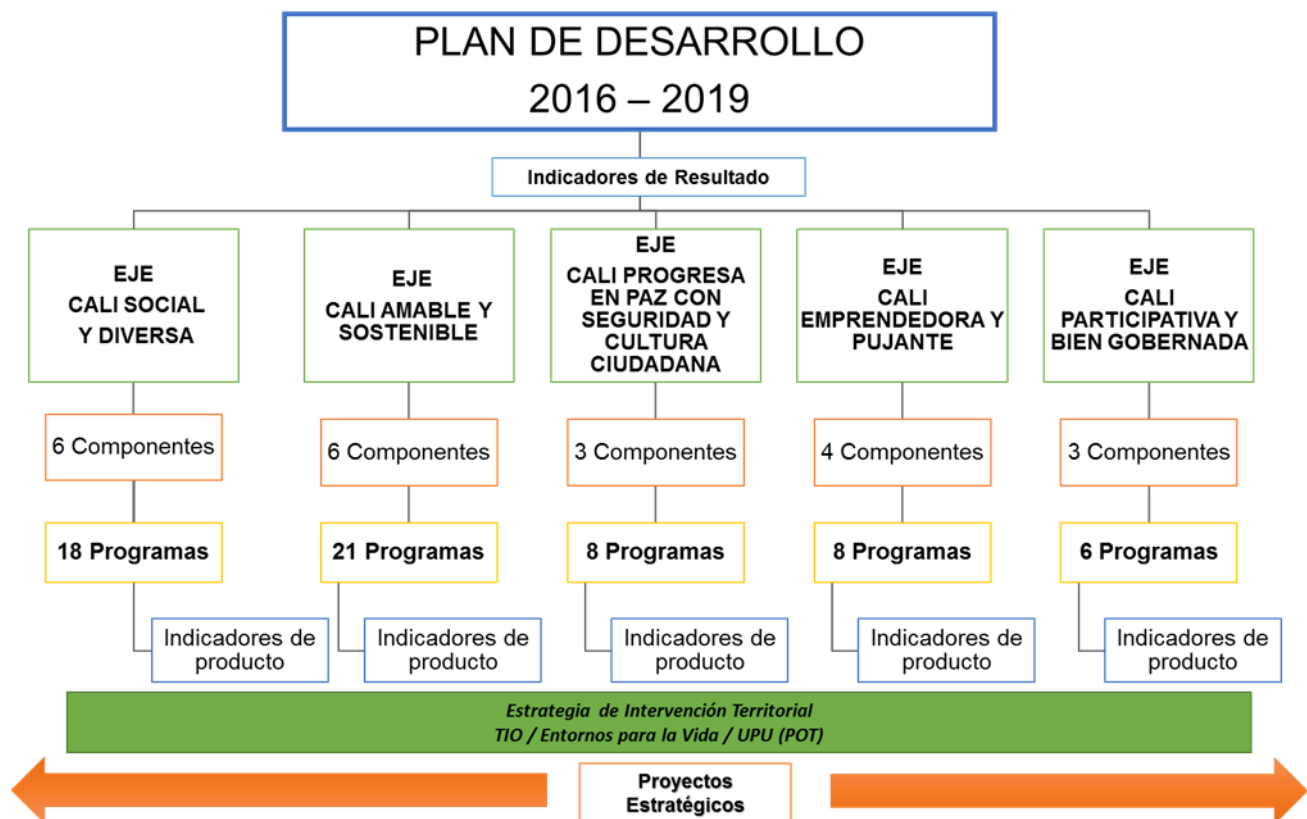 PLAN DE DESARROLLO
2016 – 2019
Indicadores de Resultado
EJE
CALI SOCIAL
Y DIVERSA
EJE
CALI AMABLE Y
SOSTENIBLE
EJE
CALI PROGRESA
EN PAZ CON
SEGURIDAD Y
CULTURA
CIUDADANA
EJE
CALI
EMPRENDEDORA Y
PUJANTE
EJE
CALI
PARTICIPATIVA Y
BIEN GOBERNADA
6 Componentes
6 Componentes
3 Componentes
4 Componentes
3 Componentes
18 Programas
21 Programas
8 Programas
8 Programas
6 Programas
Indicadores de
producto
Indicadores de
producto
Indicadores de
producto
Indicadores de
producto
Indicadores de
producto
Estrategia de Intervención Territorial
TIO / Entornos para la Vida / UPU (POT)
Proyectos
Estratégicos